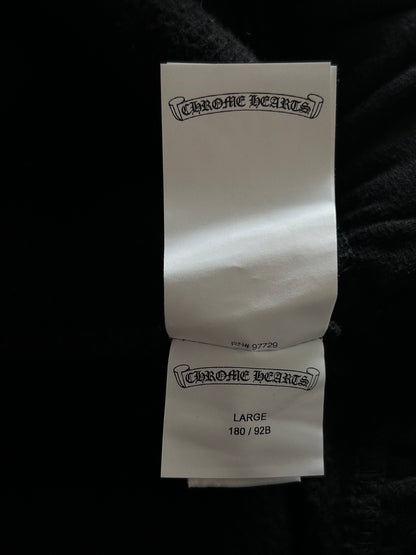 CHROME HEARTS
RN# 97729
CHROME HEARTS
LARGE
180 / 92B